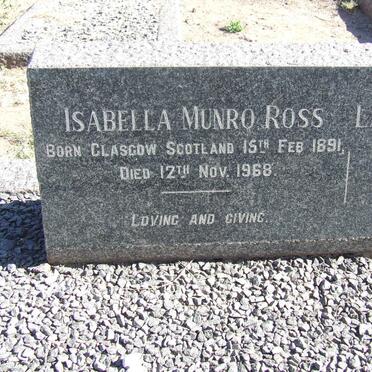 ISABELLA MUNRO ROSS
BORN GLASGOW SCOTLAND 15TH FEB 1891,
DIED 12TH NOV. 1968
LOVING AND GIVING.